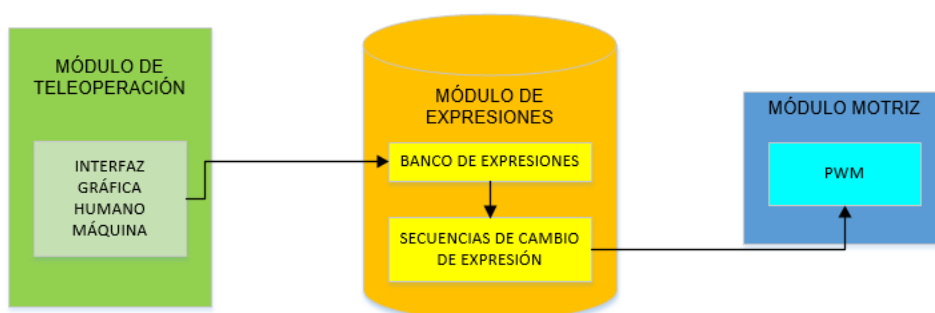 MÓDULO DE
TELEOPERACIÓN
INTERFAZ
GRÁFICA
HUMANO
MÁQUINA
MÓDULO DE
EXPRESIONES
BANCO DE EXPRESIONES
SECUENCIAS DE CAMBIO
DE EXPRESIÓN
MÓDULO MOTRIZ
PWM